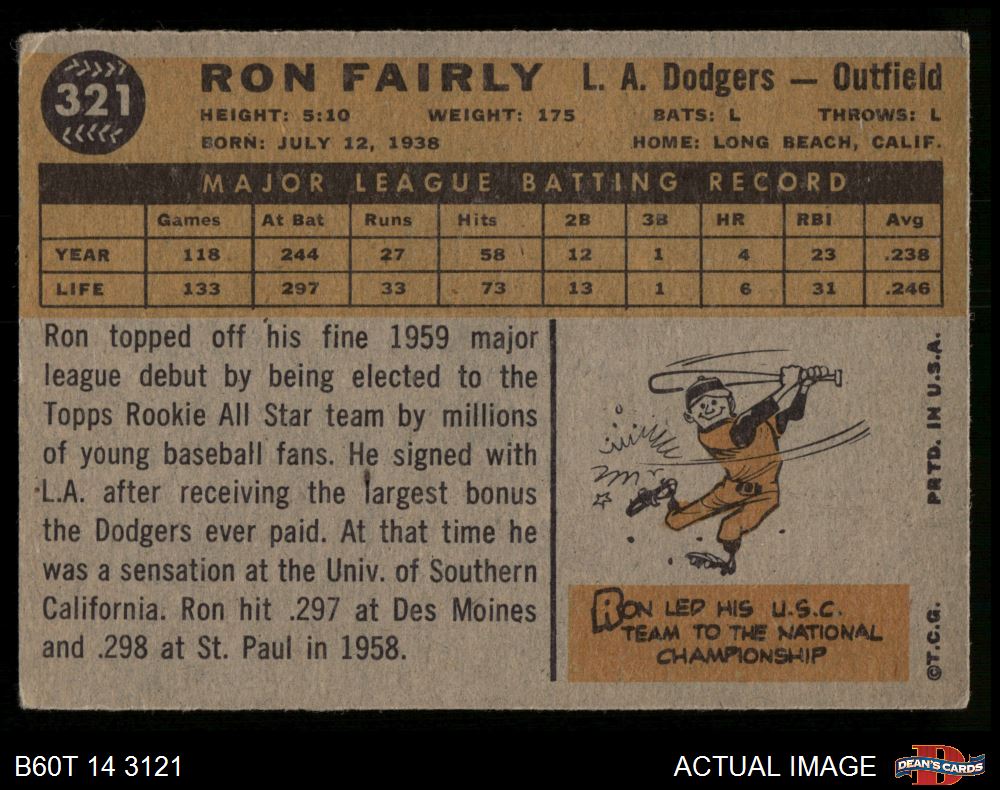 321
RON FAIRLY L. A. Dodgers — Outfield
HEIGHT: 5:10 WEIGHT: 175 BATS: L THROWS: L
BORN: JULY 12, 1938 HOME: LONG BEACH, CALIF.
MAJOR LEAGUE BATTING RECORD
Games At Bat Runs Hits 2B 3B HR RBI Avg
YEAR 118 244 27 58 12 1 4 23 .238
LIFE 133 297 33 73 13 1 6 31 .246
Ron topped off his fine 1959 major
league debut by being elected to the
Topps Rookie All Star team by millions
of young baseball fans. He signed with
L.A. after receiving the largest bonus
the Dodgers ever paid. At that time he
was a sensation at the Univ. of Southern
California. Ron hit .297 at Des Moines
and .298 at St. Paul in 1958.
RON LED HIS U.S.C.
TEAM TO THE NATIONAL
CHAMPIONSHIP
©T.C.G. PRTD. IN U.S.A.
B60T 14 3121 ACTUAL IMAGE
DEAN'S CARDS